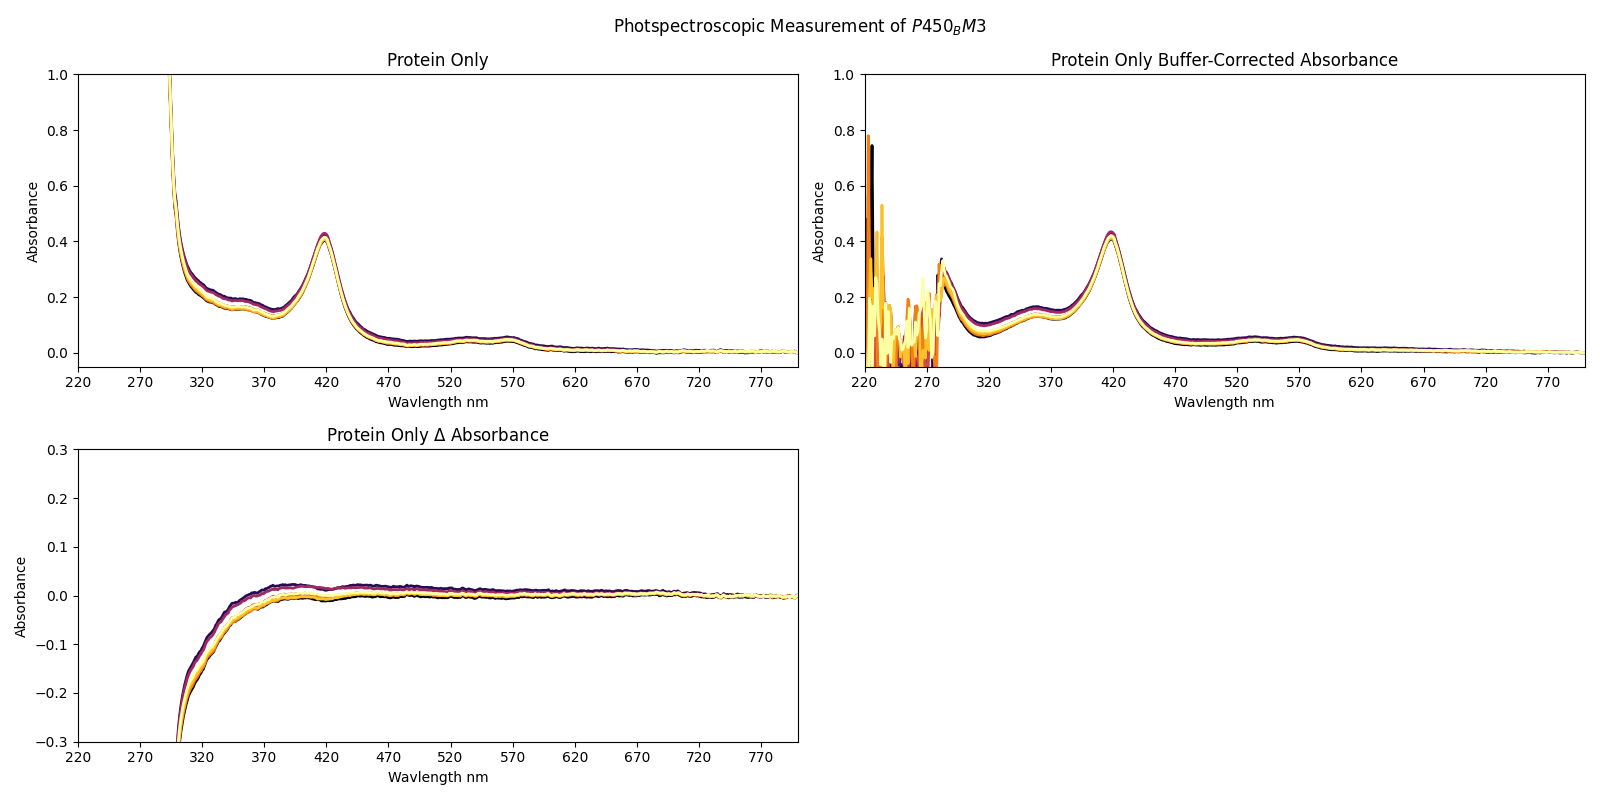 Photspectroscopic Measurement of P450BM3
Protein Only
1.0
0.8
0.6
0.4
0.2
0.0
Absorbance
220 270 320 370 420 470 520 570 620 670 720 770
Wavlength nm
Protein Only Buffer-Corrected Absorbance
1.0
0.8
0.6
0.4
0.2
0.0
Absorbance
220 270 320 370 420 470 520 570 620 670 720 770
Wavlength nm
Protein Only Δ Absorbance
0.3
0.2
0.1
0.0
−0.1
−0.2
−0.3
Absorbance
220 270 320 370 420 470 520 570 620 670 720 770
Wavlength nm